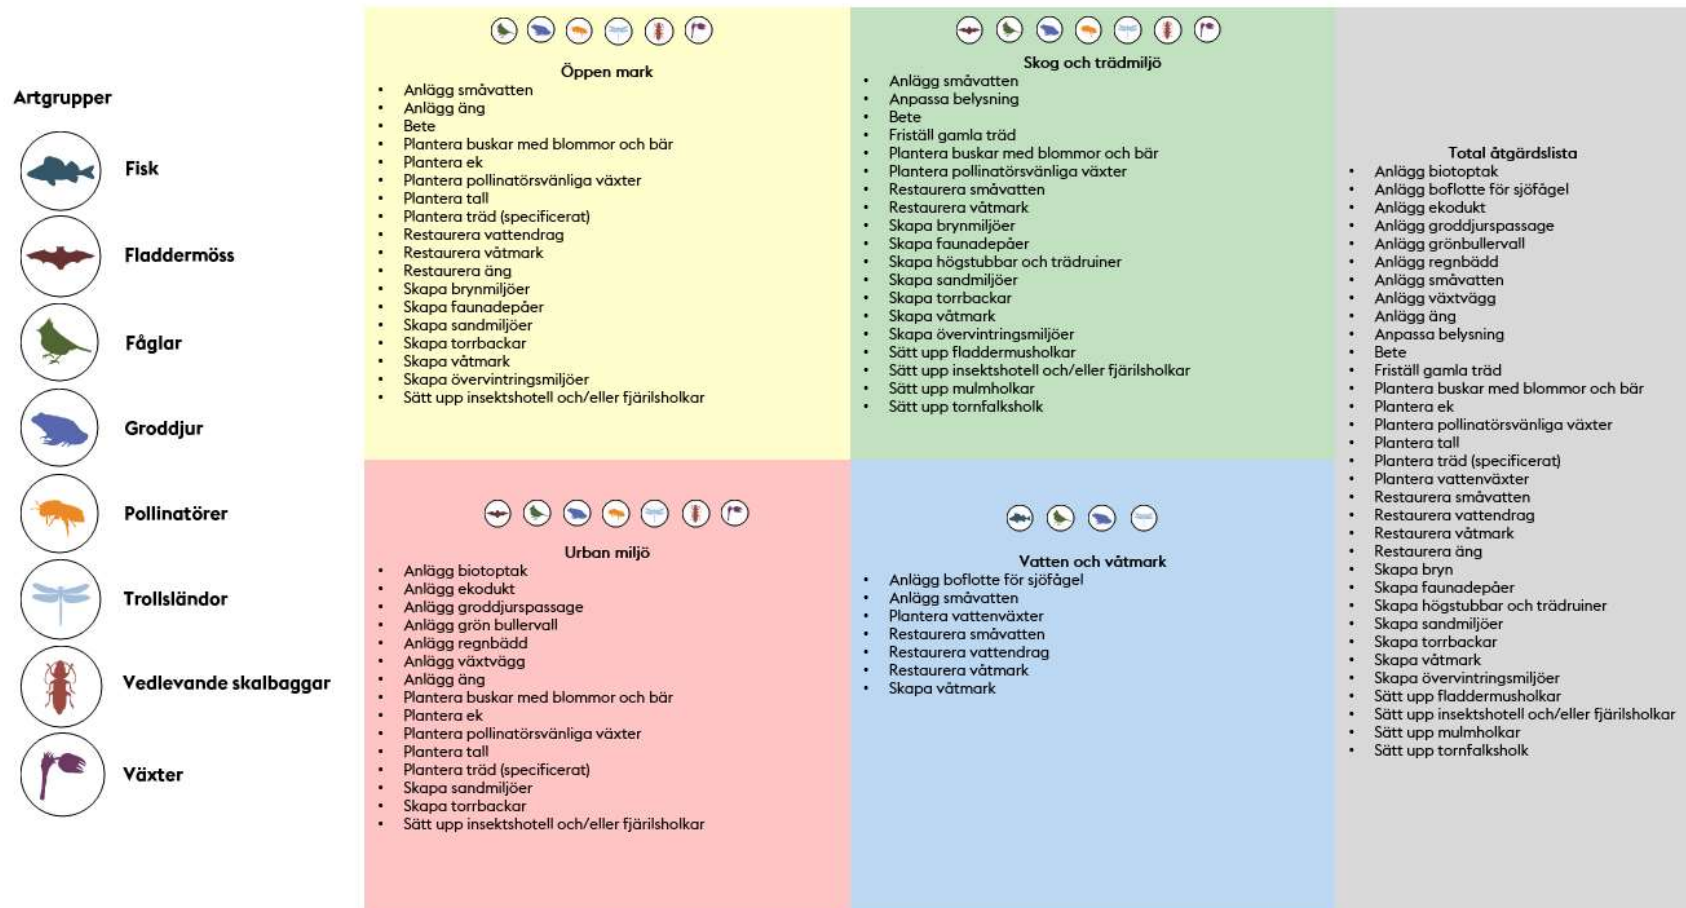 Artgrupper
Fisk
Fladdermöss
Fåglar
Groddjur
Pollinatörer
Trollsländor
Vedlevande skalbaggar
Växter
Öppen mark
• Anlägg småvatten
• Anlägg äng
• Bete
• Plantera buskar med blommor och bär
• Plantera ek
• Plantera pollinatörsvänliga växter
• Plantera tall
• Plantera träd (specificerat)
• Restaurera vattendrag
• Restaurera våtmark
• Restaurera äng
• Skapa brynmiljöer
• Skapa faunadepåer
• Skapa sandmiljöer
• Skapa torrbackar
• Skapa våtmark
• Skapa övervintringsmiljöer
• Sätt upp insektshotell och/eller fjärilsholkar
Skog och trädmiljö
• Anlägg småvatten
• Anpassa belysning
• Bete
• Friställ gamla träd
• Plantera buskar med blommor och bär
• Plantera pollinatörsvänliga växter
• Restaurera småvatten
• Restaurera våtmark
• Skapa brynmiljöer
• Skapa faunadepåer
• Skapa högstubbar och trädruiner
• Skapa sandmiljöer
• Skapa torrbackar
• Skapa våtmark
• Skapa övervintringsmiljöer
• Sätt upp fladdermusholkar
• Sätt upp insektshotell och/eller fjärilsholkar
• Sätt upp mulmholkar
• Sätt upp tornfalksholk
Urban miljö
• Anlägg biotoptak
• Anlägg ekodukt
• Anlägg groddjurspassage
• Anlägg grön bullervall
• Anlägg regnbädd
• Anlägg växtvägg
• Anlägg äng
• Plantera buskar med blommor och bär
• Plantera ek
• Plantera pollinatörsvänliga växter
• Plantera tall
• Plantera träd (specificerat)
• Skapa sandmiljöer
• Skapa torrbackar
• Sätt upp insektshotell och/eller fjärilsholkar
Vatten och våtmark
• Anlägg boflotte för sjöfågel
• Anlägg småvatten
• Plantera vattenväxter
• Restaurera småvatten
• Restaurera vattendrag
• Restaurera våtmark
• Skapa våtmark
Total åtgärdslista
• Anlägg biotoptak
• Anlägg boflotte för sjöfågel
• Anlägg ekodukt
• Anlägg groddjurspassage
• Anlägg grönbullervall
• Anlägg regnbädd
• Anlägg småvatten
• Anlägg växtvägg
• Anlägg äng
• Anpassa belysning
• Bete
• Friställ gamla träd
• Plantera buskar med blommor och bär
• Plantera ek
• Plantera pollinatörsvänliga växter
• Plantera tall
• Plantera träd (specificerat)
• Plantera vattenväxter
• Restaurera småvatten
• Restaurera vattendrag
• Restaurera våtmark
• Restaurera äng
• Skapa bryn
• Skapa faunadepåer
• Skapa högstubbar och trädruiner
• Skapa sandmiljöer
• Skapa torrbackar
• Skapa våtmark
• Skapa övervintringsmiljöer
• Sätt upp fladdermusholkar
• Sätt upp insektshotell och/eller fjärilsholkar
• Sätt upp mulmholkar
• Sätt upp tornfalksholk